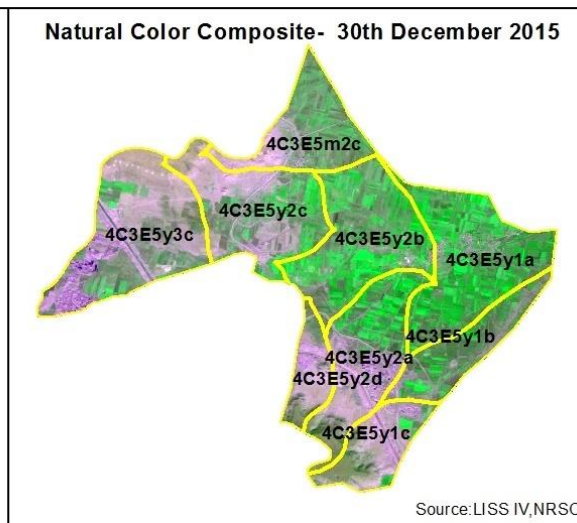 Natural Color Composite- 30th December 2015
4C3E5m2c
4C3E5y2c
4C3E5y3c
4C3E5y2b
4C3E5y1a
4C3E5y1b
4C3E5y2a
4C3E5y2d
4C3E5y1c
Source:LISS IV,NRSC